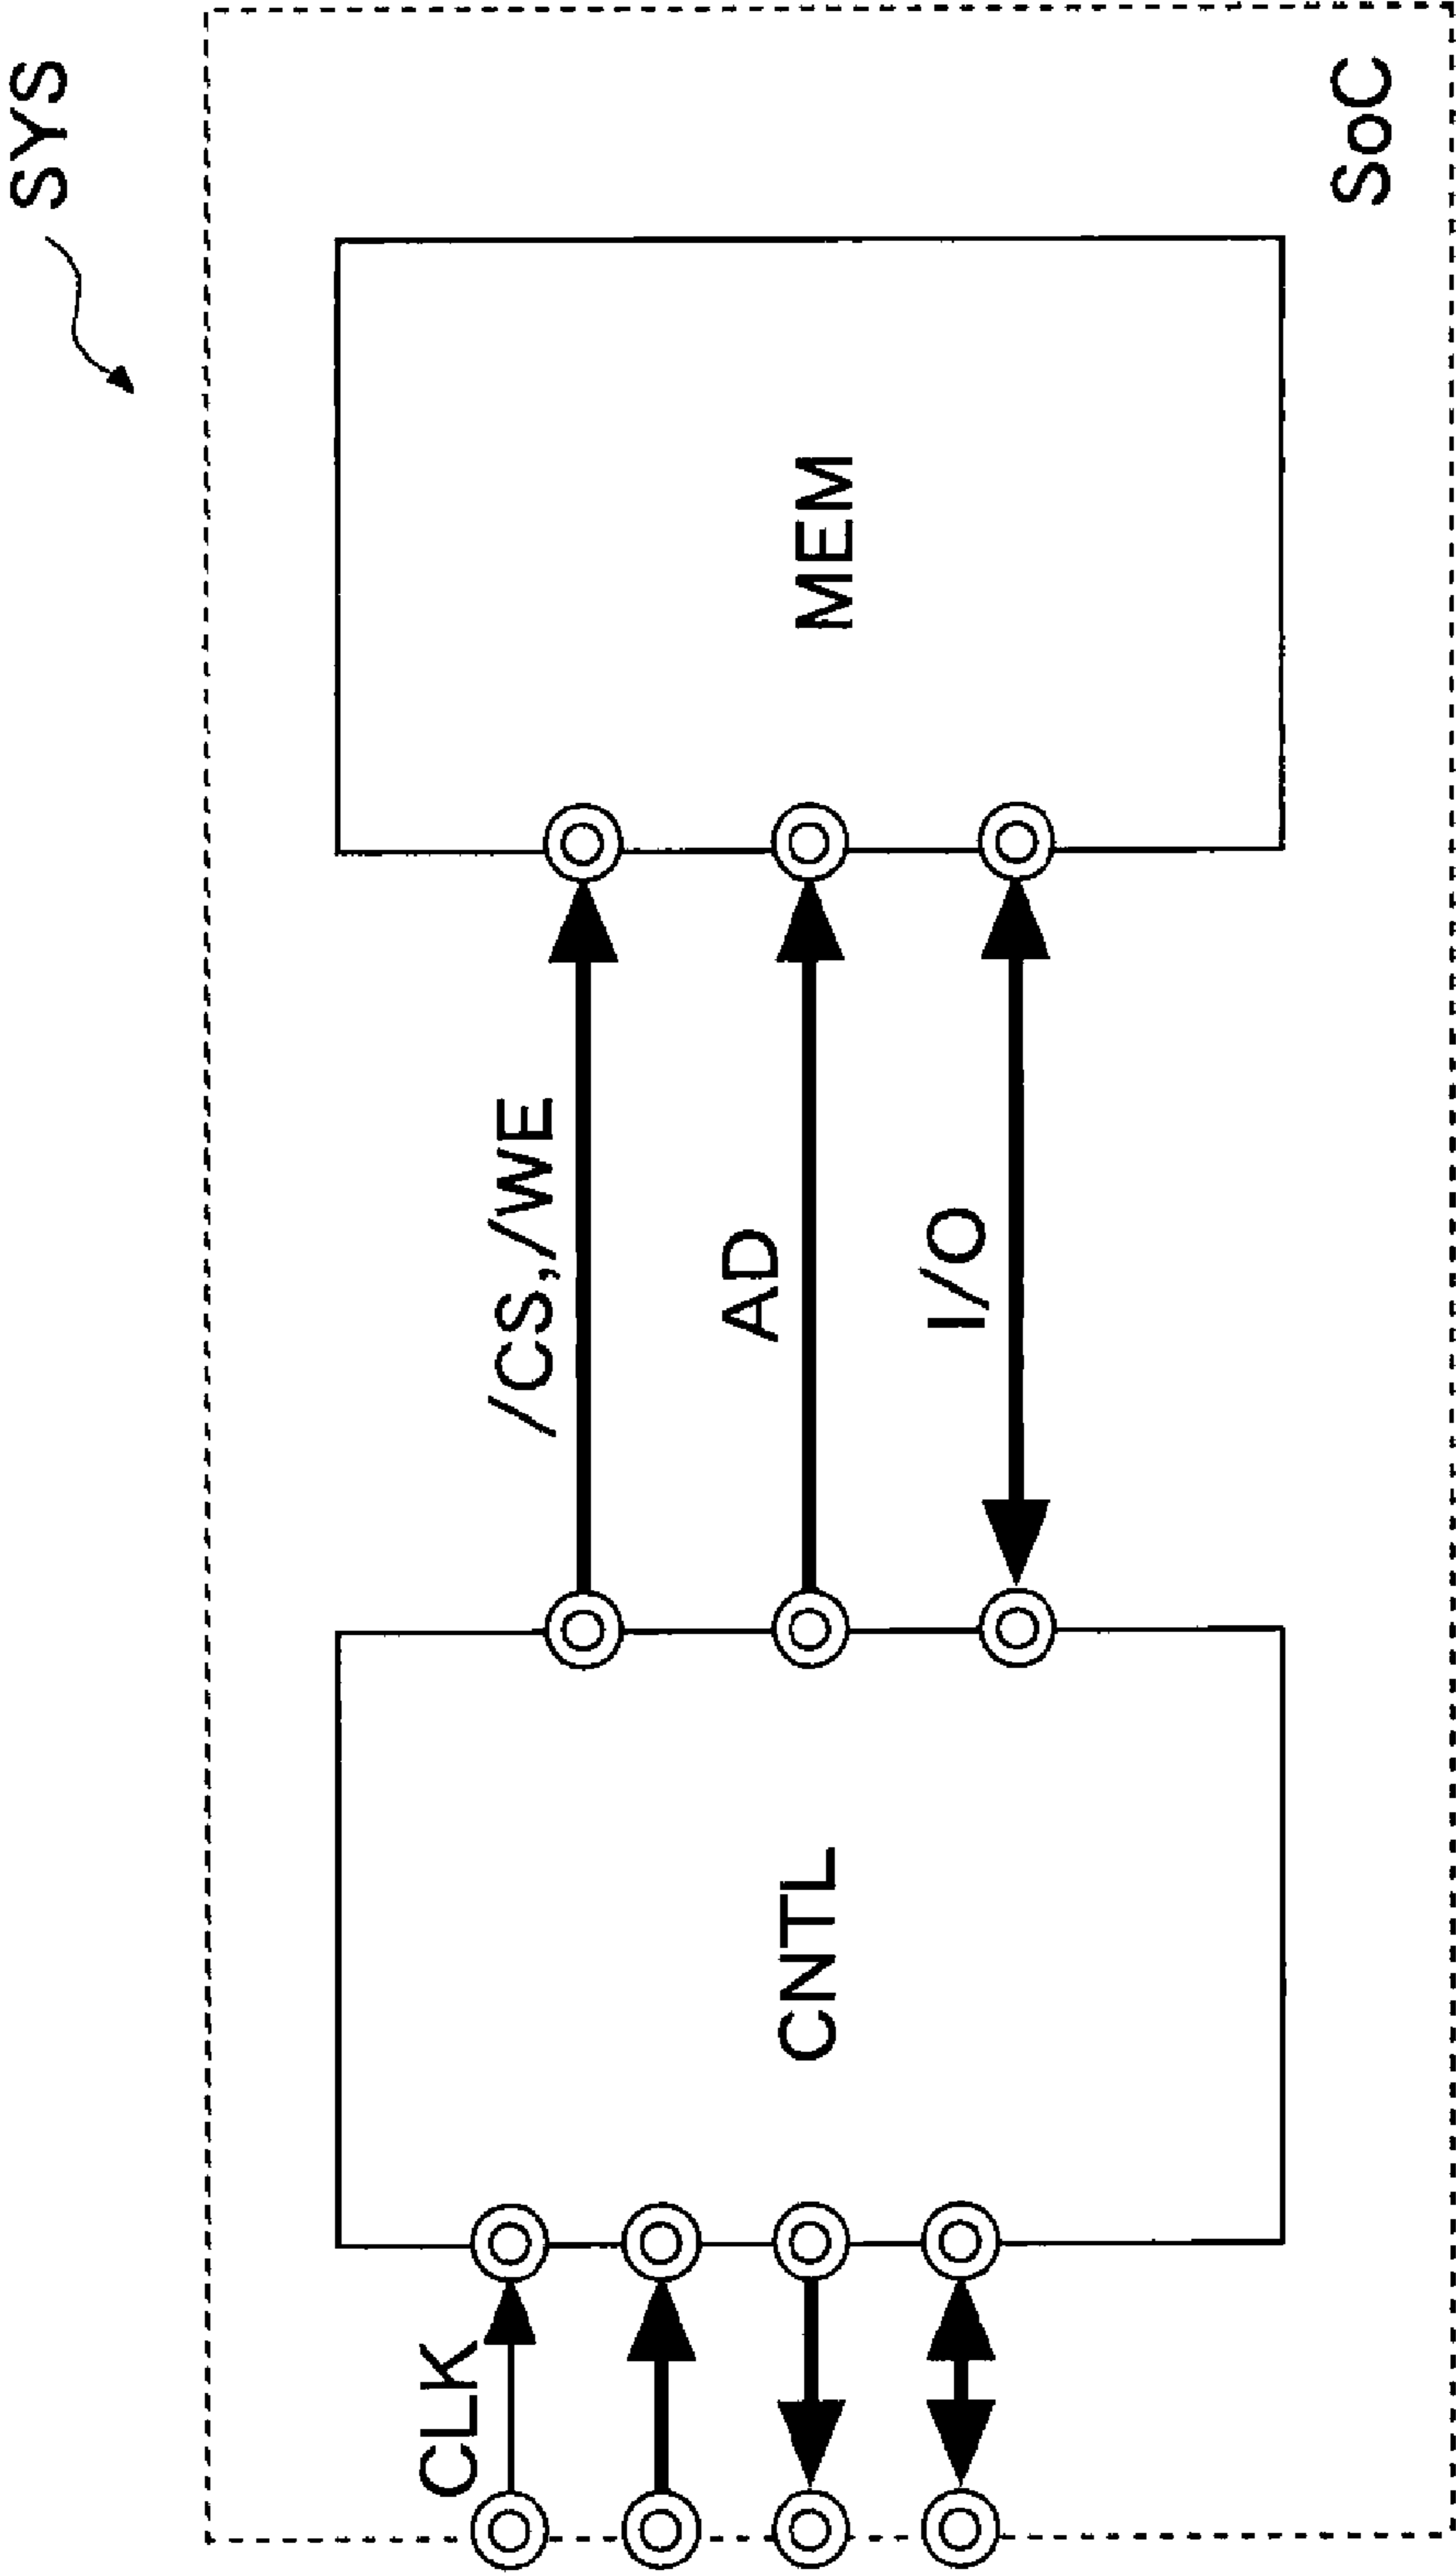 SYS
CLK
/CS,/WE
CNTL
AD
MEM
I/O
SoC